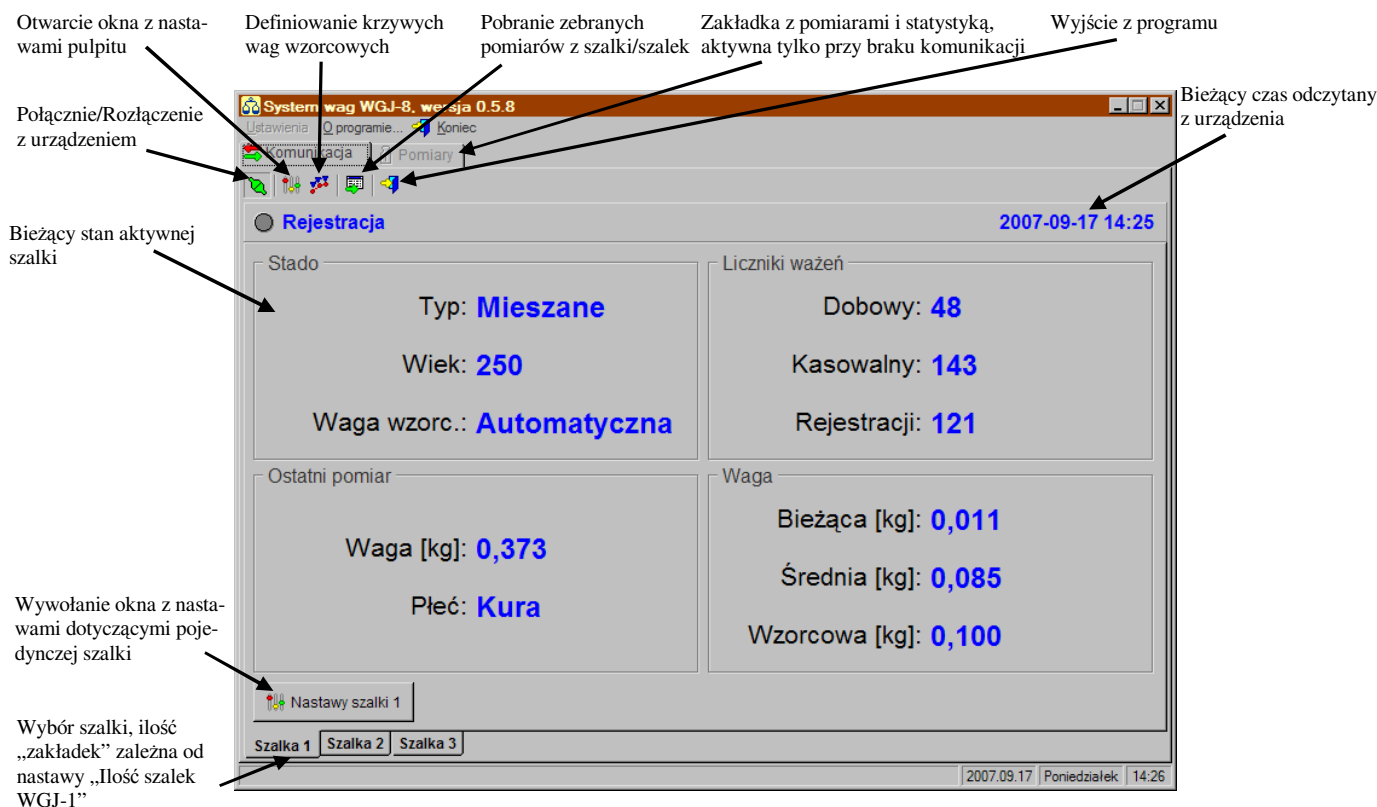 Otwarcie okna z nasta-
wami pulpitu
Definiowanie krzywych
wag wzorcowych
Pobranie zebranych
pomiarów z szalki/szalek
Zakładka z pomiarami i statystyką,
aktywna tylko przy braku komunikacji
Wyjście z programu
Połącznie/Rozłączenie
z urządzeniem
Bieżący czas odczytany
z urządzenia
Bieżący stan aktywnej
szalki
Wywołanie okna z nasta-
wami dotyczącymi poje-
dynczej szalki
Wybór szalki, ilość
„zakładek” zależna od
nastawy „Ilość szalek
WGJ-1”
System wag WGJ-8, wersja 0.5.8
Ustawienia O programie... Koniec
Komunikacja Pomiary
Rejestracja 2007-09-17 14:25
Stado
Typ: Mieszane
Wiek: 250
Waga wzorc.: Automatyczna
Liczniki ważeń
Dobowy: 48
Kasowalny: 143
Rejestracji: 121
Ostatni pomiar
Waga [kg]: 0,373
Płeć: Kura
Waga
Bieżąca [kg]: 0,011
Średnia [kg]: 0,085
Wzorcowa [kg]: 0,100
Nastawy szalki 1
Szalka 1 Szalka 2 Szalka 3
2007.09.17 Poniedziałek 14:26